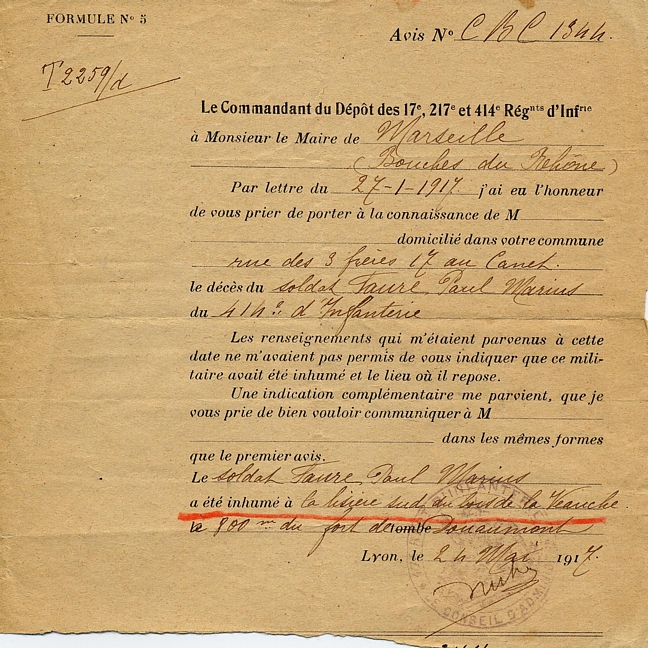 FORMULE Nº 5
Avis Nº C B C 1344.
T2259/d
Le Commandant du Dépôt des 17e, 217e et 414e Régnts d'Infrie
à Monsieur le Maire de Marseille
(Bouches du Rhône)
Par lettre du 27-1-1917. j'ai eu l'honneur
de vous prier de porter à la connaissance de M
domicilié dans votre commune
rue des 3 frères 17 au Canet.
le décès du soldat Faure Paul Marius
du 414e d'Infanterie
Les renseignements qui m'étaient parvenus à cette
date ne m'avaient pas permis de vous indiquer que ce mili-
taire avait été inhumé et le lieu où il repose.
Une indication complémentaire me parvient, que je
vous prie de bien vouloir communiquer à M
dans les mêmes formes
que le premier avis.
Le soldat Faure Paul Marius
a été inhumé à la lisière sud du bois de la
à 800 m du fort de tombe Douaumont
Lyon, le 24 Mai 1917.
CONSEIL D'ADM